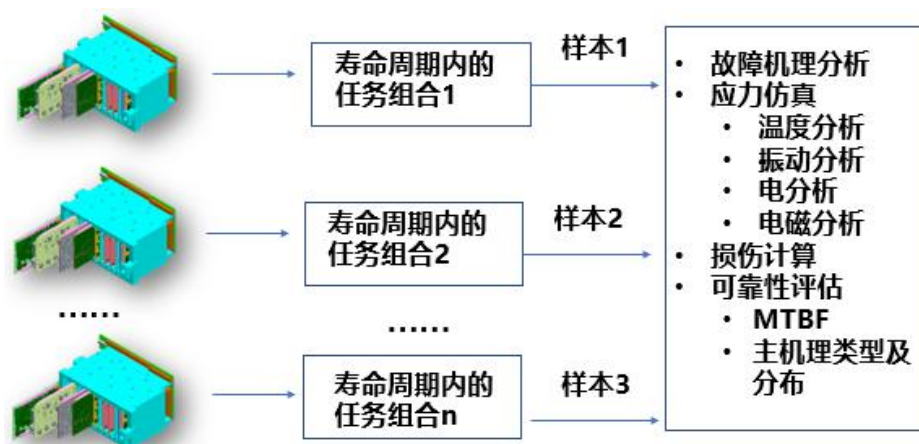 寿命周期内的
任务组合1
样本1
寿命周期内的
任务组合2
样本2
……
……
寿命周期内的
任务组合n
样本3
• 故障机理分析
• 应力仿真
• 温度分析
• 振动分析
• 电分析
• 电磁分析
• 损伤计算
• 可靠性评估
• MTBF
• 主机理类型及
分布